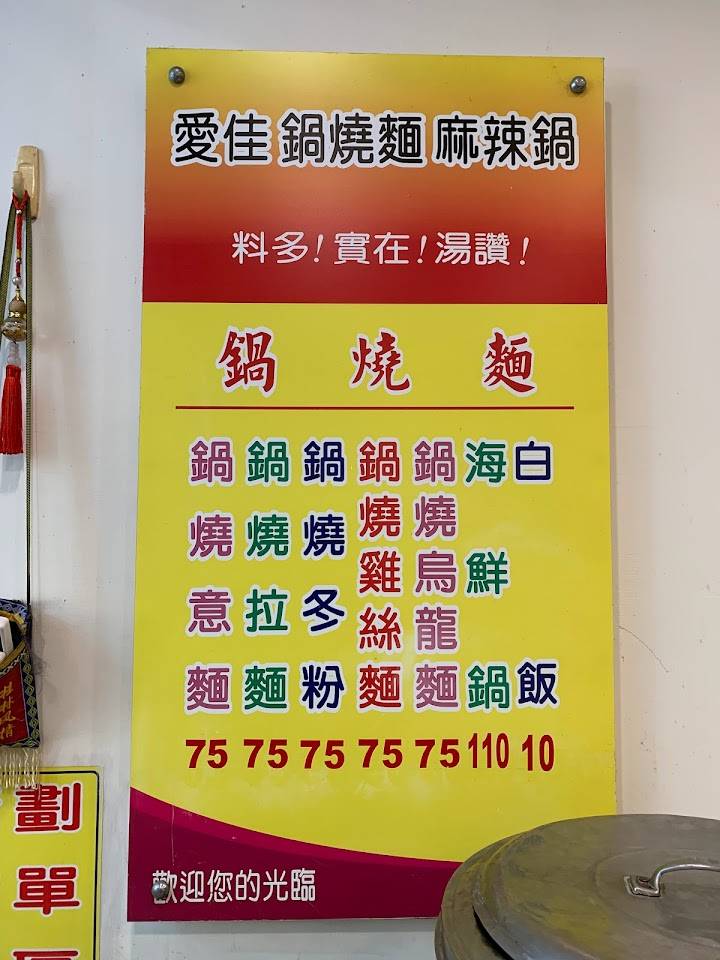 愛佳 鍋燒麵 麻辣鍋
料多!實在!湯讚!
鍋燒麵
鍋燒意麵 75
鍋燒拉麵 75
鍋燒冬粉 75
鍋燒雞絲麵 75
鍋燒烏龍麵 75
海鮮鍋 110
白飯 10
歡迎您的光臨
劃單